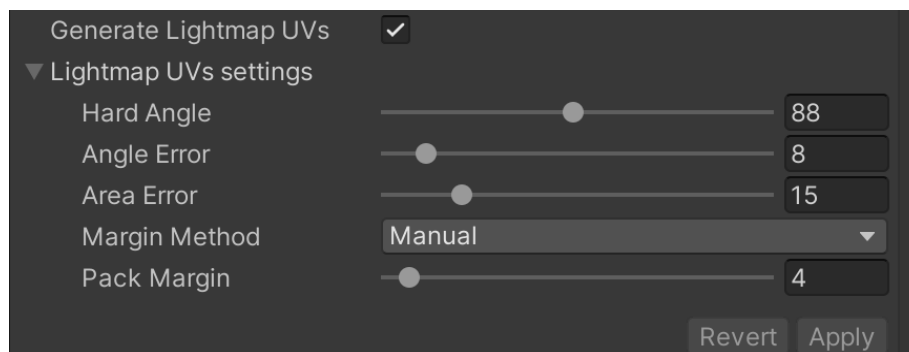 Generate Lightmap UVs
Lightmap UVs settings
Hard Angle 88
Angle Error 8
Area Error 15
Margin Method Manual
Pack Margin 4
Revert Apply